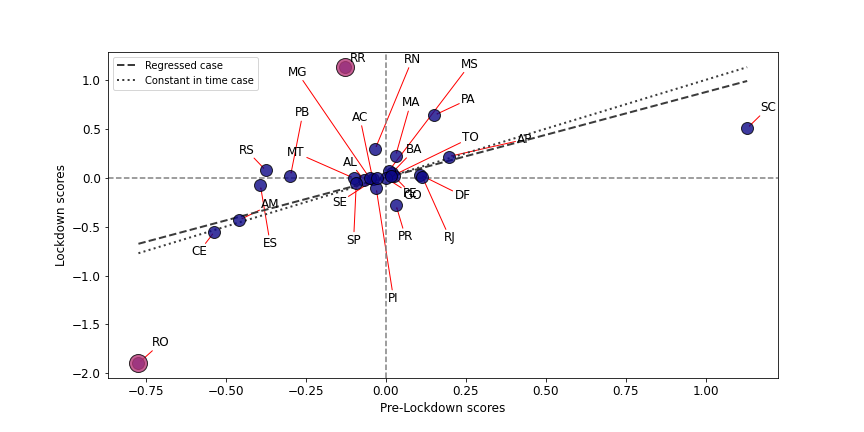 Regressed case
Constant in time case
RR
RN
MS
MG
PA
MA
SC
PB
AC
TO
AP
RS
MT
BA
AL
PE
GO
DF
SE
AM
PR
RJ
SP
ES
CE
PI
RO
1.0
0.5
0.0
−0.5
−1.0
−1.5
−2.0
Lockdown scores
−0.75
−0.50
−0.25
0.00
0.25
0.50
0.75
1.00
Pre-Lockdown scores